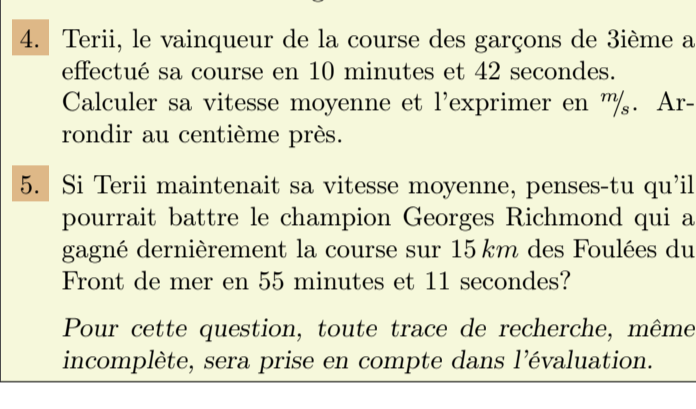 4. Terii, le vainqueur de la course des garçons de 3ième a
effectué sa course en 10 minutes et 42 secondes.
Calculer sa vitesse moyenne et l'exprimer en m/s. Ar-
rondir au centième près.
5. Si Terii maintenait sa vitesse moyenne, penses-tu qu'il
pourrait battre le champion Georges Richmond qui a
gagné dernièrement la course sur 15 km des Foulées du
Front de mer en 55 minutes et 11 secondes?
Pour cette question, toute trace de recherche, même
incomplète, sera prise en compte dans l'évaluation.